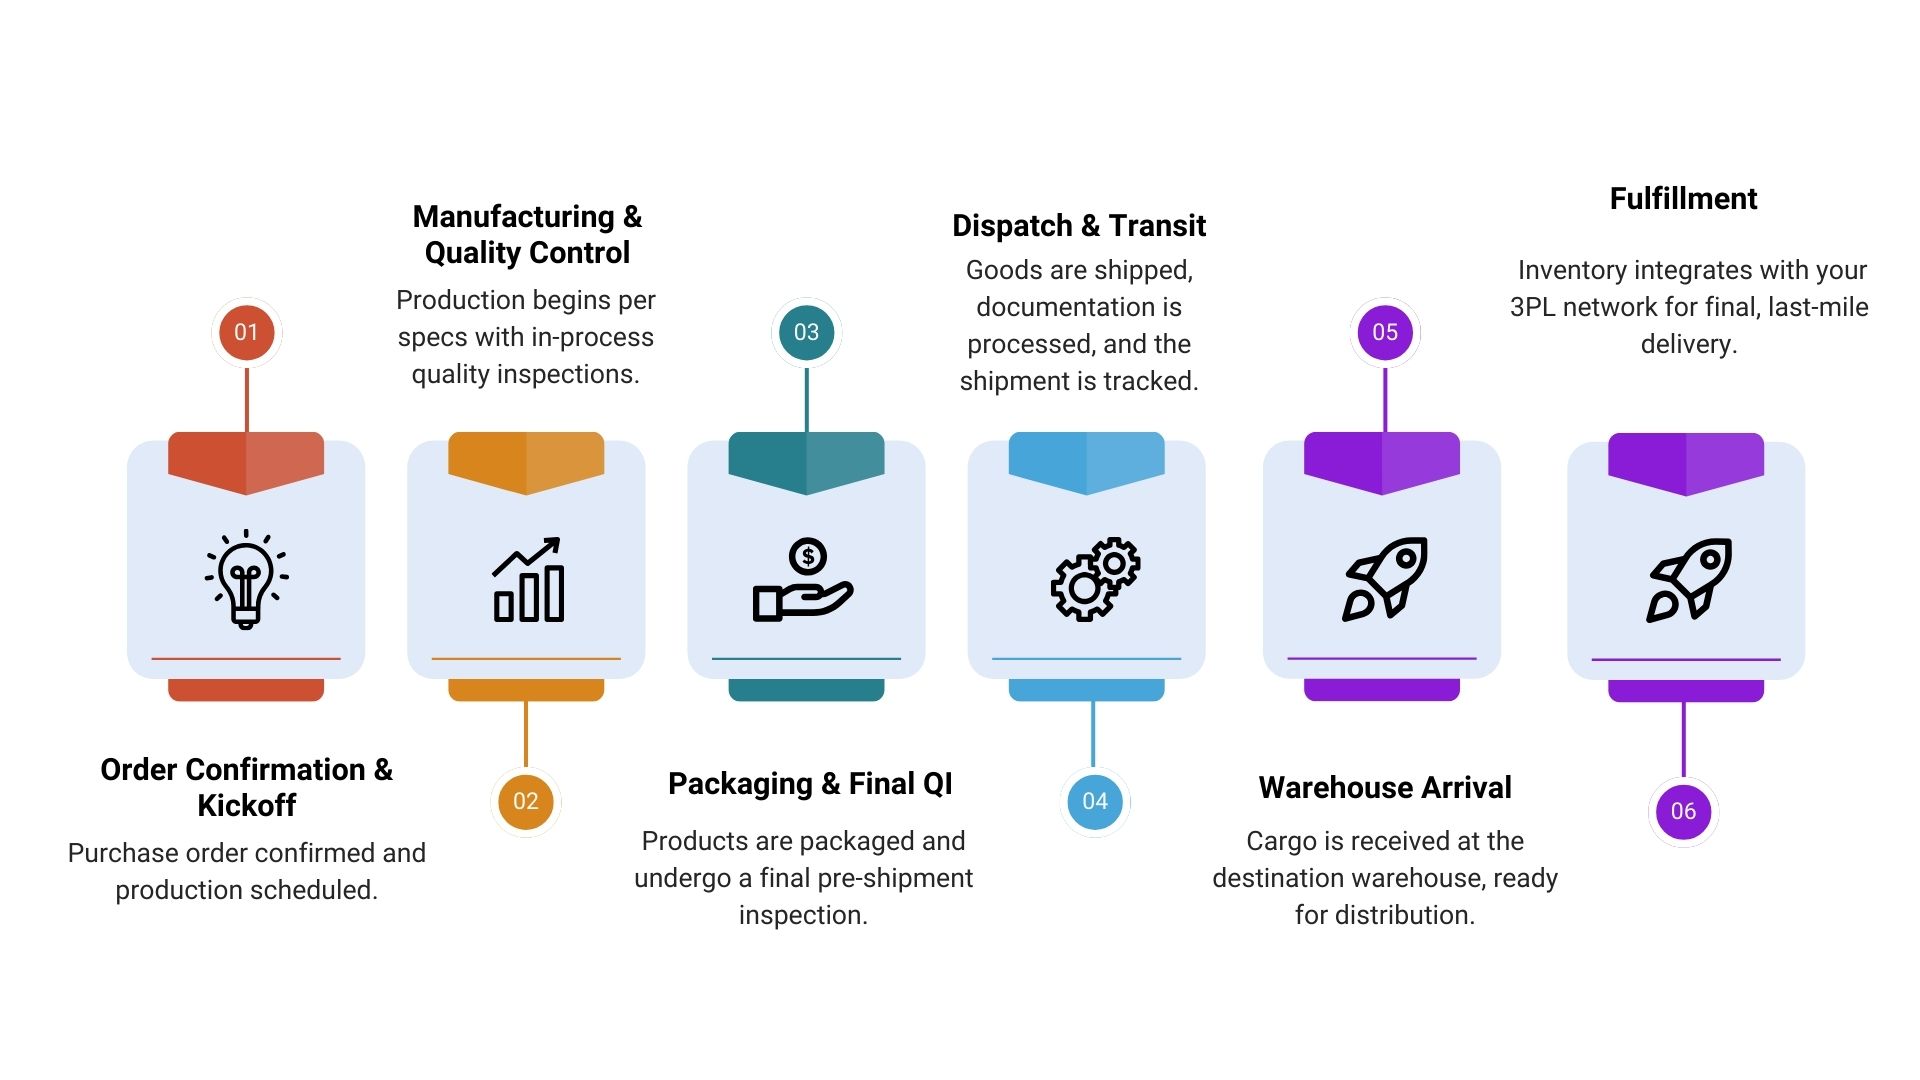 01
Order Confirmation &
Kickoff
Purchase order confirmed and
production scheduled.
Manufacturing &
Quality Control
Production begins per
specs with in-process
quality inspections.
02
03
$
Packaging & Final QI
Products are packaged and
undergo a final pre-shipment
inspection.
Dispatch & Transit
Goods are shipped,
documentation is
processed, and the
shipment is tracked.
04
05
Warehouse Arrival
Cargo is received at the
destination warehouse, ready
for distribution.
Fulfillment
Inventory integrates with your
3PL network for final, last-mile
delivery.
06